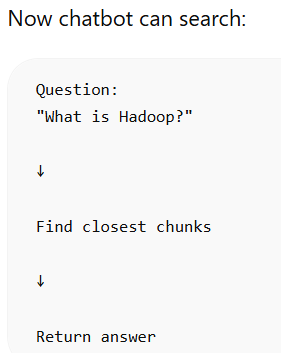 Now chatbot can search:
Question:
"What is Hadoop?"
↓
Find closest chunks
↓
Return answer